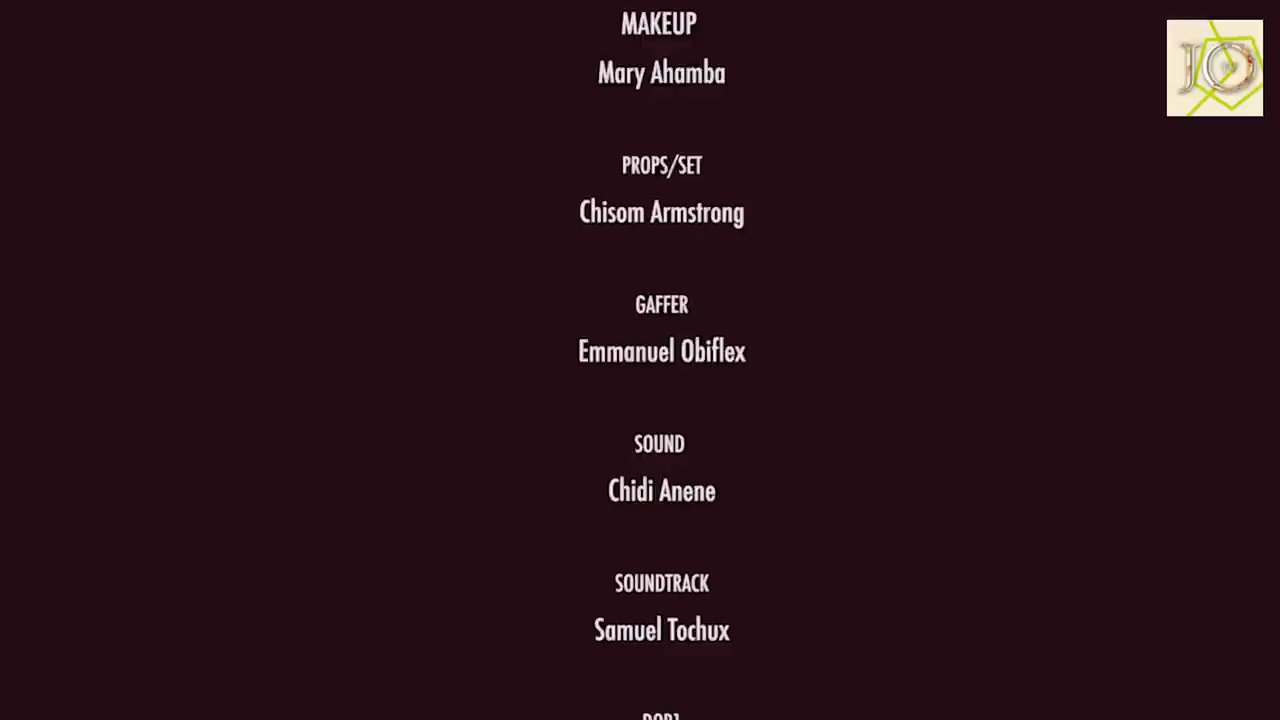 MAKEUP
Mary Ahamba
PROPS/SET
Chisom Armstrong
GAFFER
Emmanuel Obiflex
SOUND
Chidi Anene
SOUNDTRACK
Samuel Tochux